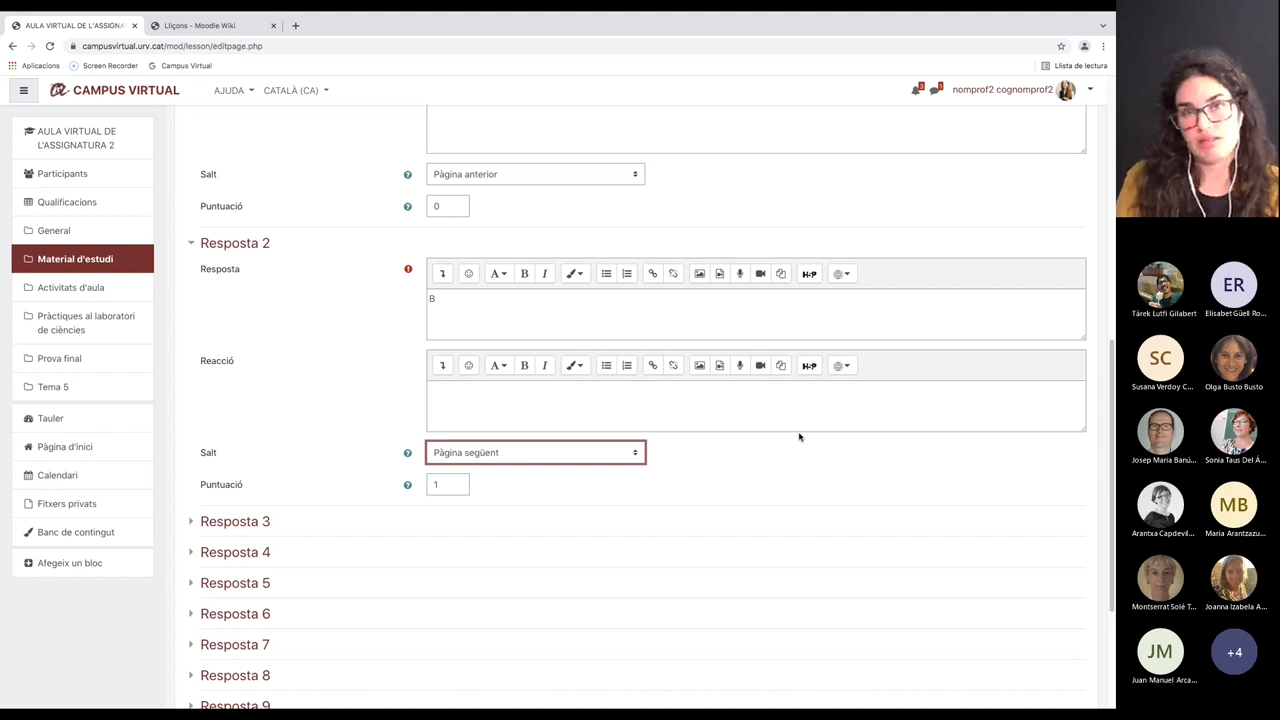 AULA VIRTUAL DE L'ASSIGNA
Lliçons - Moodle Wiki
campusvirtual.urv.cat/mod/lesson/editpage.php
Aplicacions
Screen Recorder
Campus Virtual
Llista de lectura
CAMPUS VIRTUAL
AJUDA
CATALÀ (CA)
nomprof2 cognomprof2
AULA VIRTUAL DE
L'ASSIGNATURA 2
Participants
Qualificacions
General
Material d'estudi
Activitats d'aula
Pràctiques al laboratori
de ciències
Prova final
Tema 5
Tauler
Pàgina d'inici
Calendari
Fitxers privats
Banc de contingut
Afegeix un bloc
Salt
Pàgina anterior
Puntuació
0
Resposta 2
Resposta
A
B
I
H-P
B
Reacció
A
B
I
H-P
Salt
Pàgina següent
Puntuació
1
Resposta 3
Resposta 4
Resposta 5
Resposta 6
Resposta 7
Resposta 8
Resposta 9
ER
Tàrek Lutfi Gilabert
Elisabet Güell Ro...
SC
Susana Verdoy C...
Olga Busto Busto
Josep Maria Banú...
Sonia Taus Del Á...
MB
Arantxa Capdevil...
Maria Arantzazu...
Montserrat Solé T...
Joanna Izabela A...
JM
+4
Juan Manuel Arca...